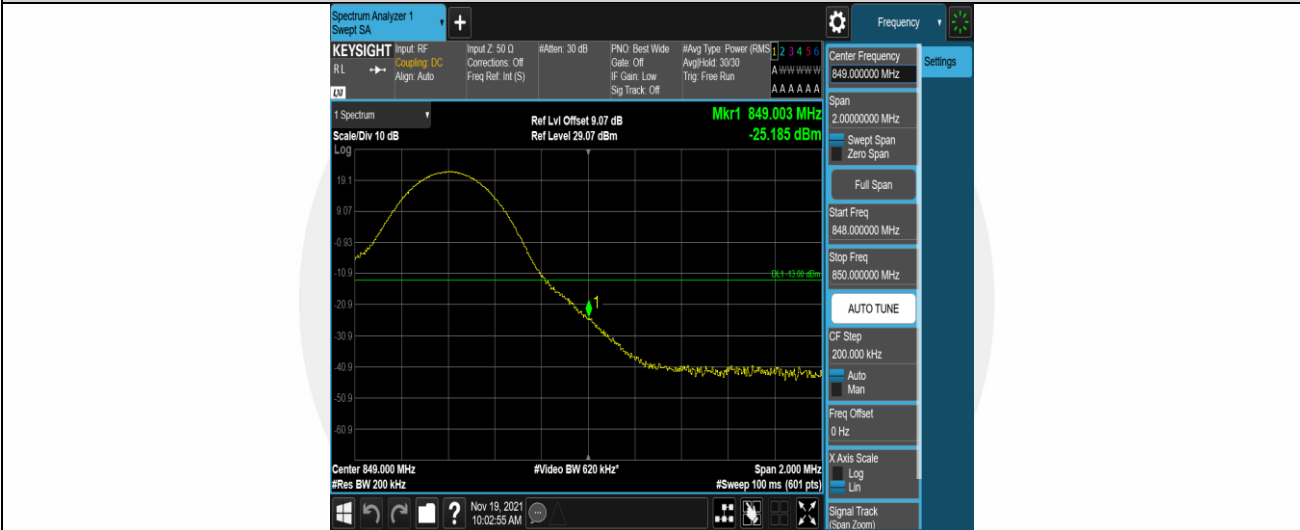 Spectrum Analyzer 1
Swept SA
+
Frequency
KEYSIGHT
R L
LXI
Input: RF
Coupling: DC
Align: Auto
Input Z: 50 Ω
Corrections: Off
Freq Ref: Int (S)
#Atten: 30 dB
PNO: Best Wide
Gate: Off
IF Gain: Low
Sig Track: Off
#Avg Type: Power (RMS
Avg|Hold: 30/30
Trig: Free Run
1 2 3 4 5 6
A W W W W W
A A A A A A
1 Spectrum
Scale/Div 10 dB
Ref Lvl Offset 9.07 dB
Ref Level 29.07 dBm
Mkr1 849.003 MHz
-25.185 dBm
Log
19.1
9.07
-0.93
-10.9
-20.9
-30.9
-40.9
-50.9
-60.9
DL1 -13.00 dBm
1
Center 849.000 MHz
#Res BW 200 kHz
#Video BW 620 kHz*
Span 2.000 MHz
#Sweep 100 ms (601 pts)
?
Nov 19, 2021
10:02:55 AM
Center Frequency
849.000000 MHz
Span
2.00000000 MHz
Swept Span
Zero Span
Full Span
Start Freq
848.000000 MHz
Stop Freq
850.000000 MHz
AUTO TUNE
CF Step
200.000 kHz
Auto
Man
Freq Offset
0 Hz
X Axis Scale
Log
Lin
Signal Track
(Span Zoom)
Settings